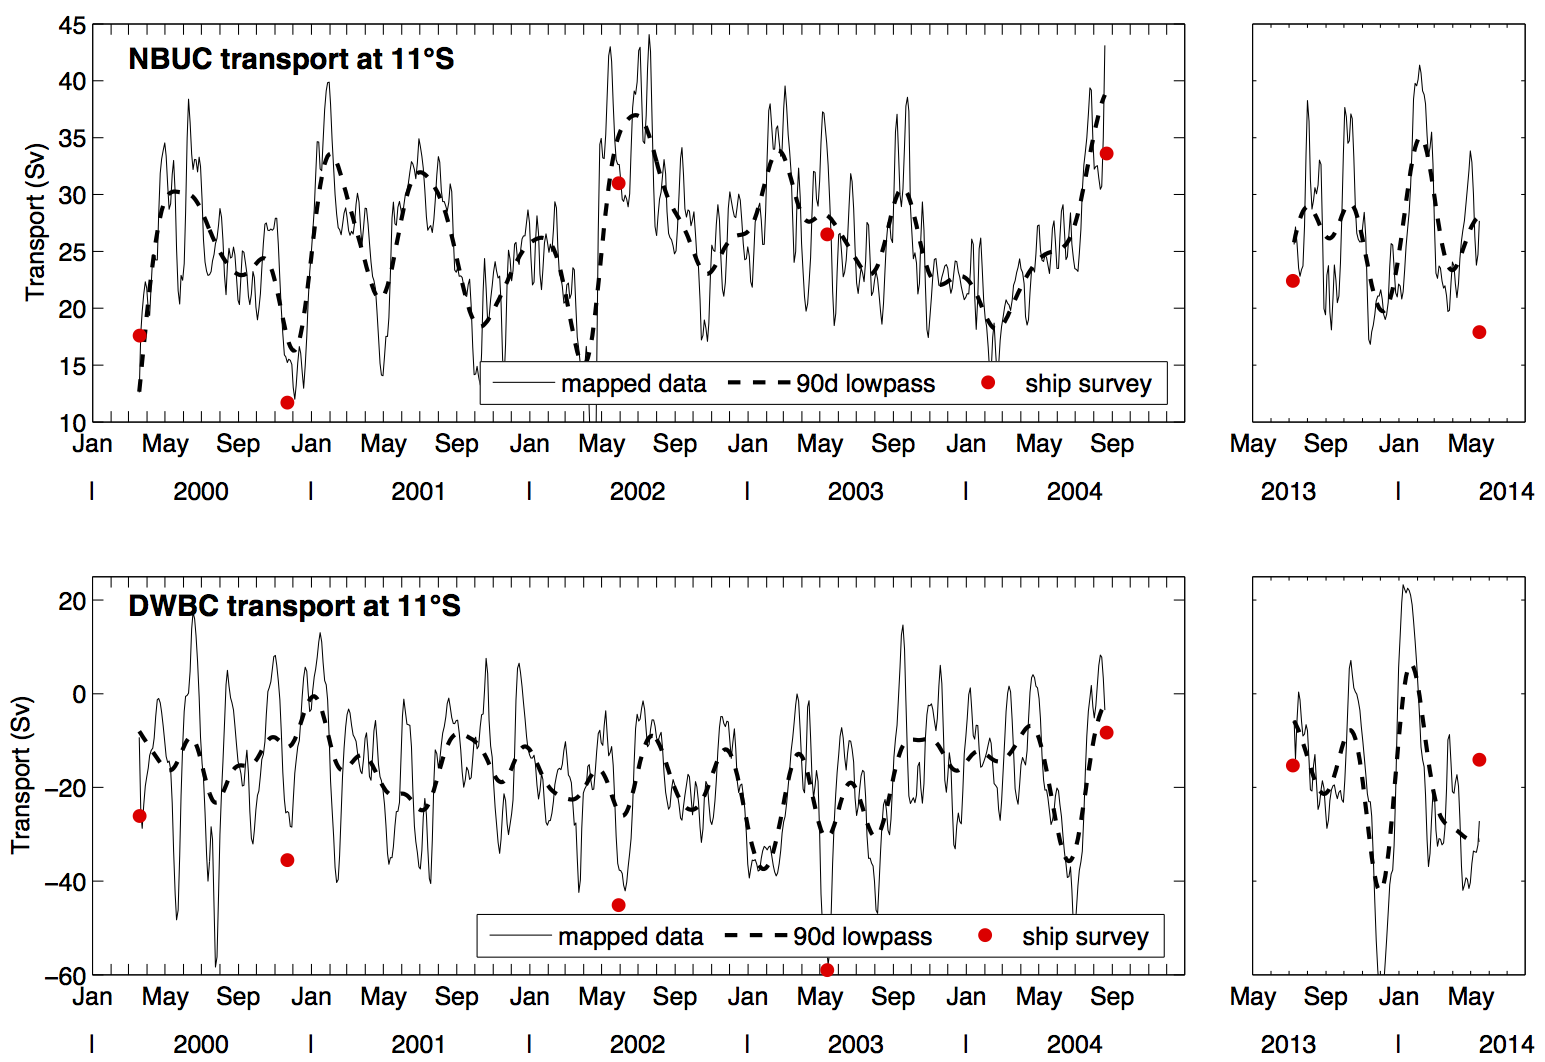 NBUC transport at 11°S
Transport (Sv)
45
40
35
30
25
20
15
10
mapped data 90d lowpass ship survey
Jan May Sep Jan May Sep Jan May Sep Jan May Sep Jan May Sep May Sep Jan May
I 2000 I 2001 I 2002 I 2003 I 2004 2013 I 2014
DWBC transport at 11°S
Transport (Sv)
20
0
−20
−40
−60
mapped data 90d lowpass ship survey
Jan May Sep Jan May Sep Jan May Sep Jan May Sep Jan May Sep May Sep Jan May
I 2000 I 2001 I 2002 I 2003 I 2004 2013 I 2014